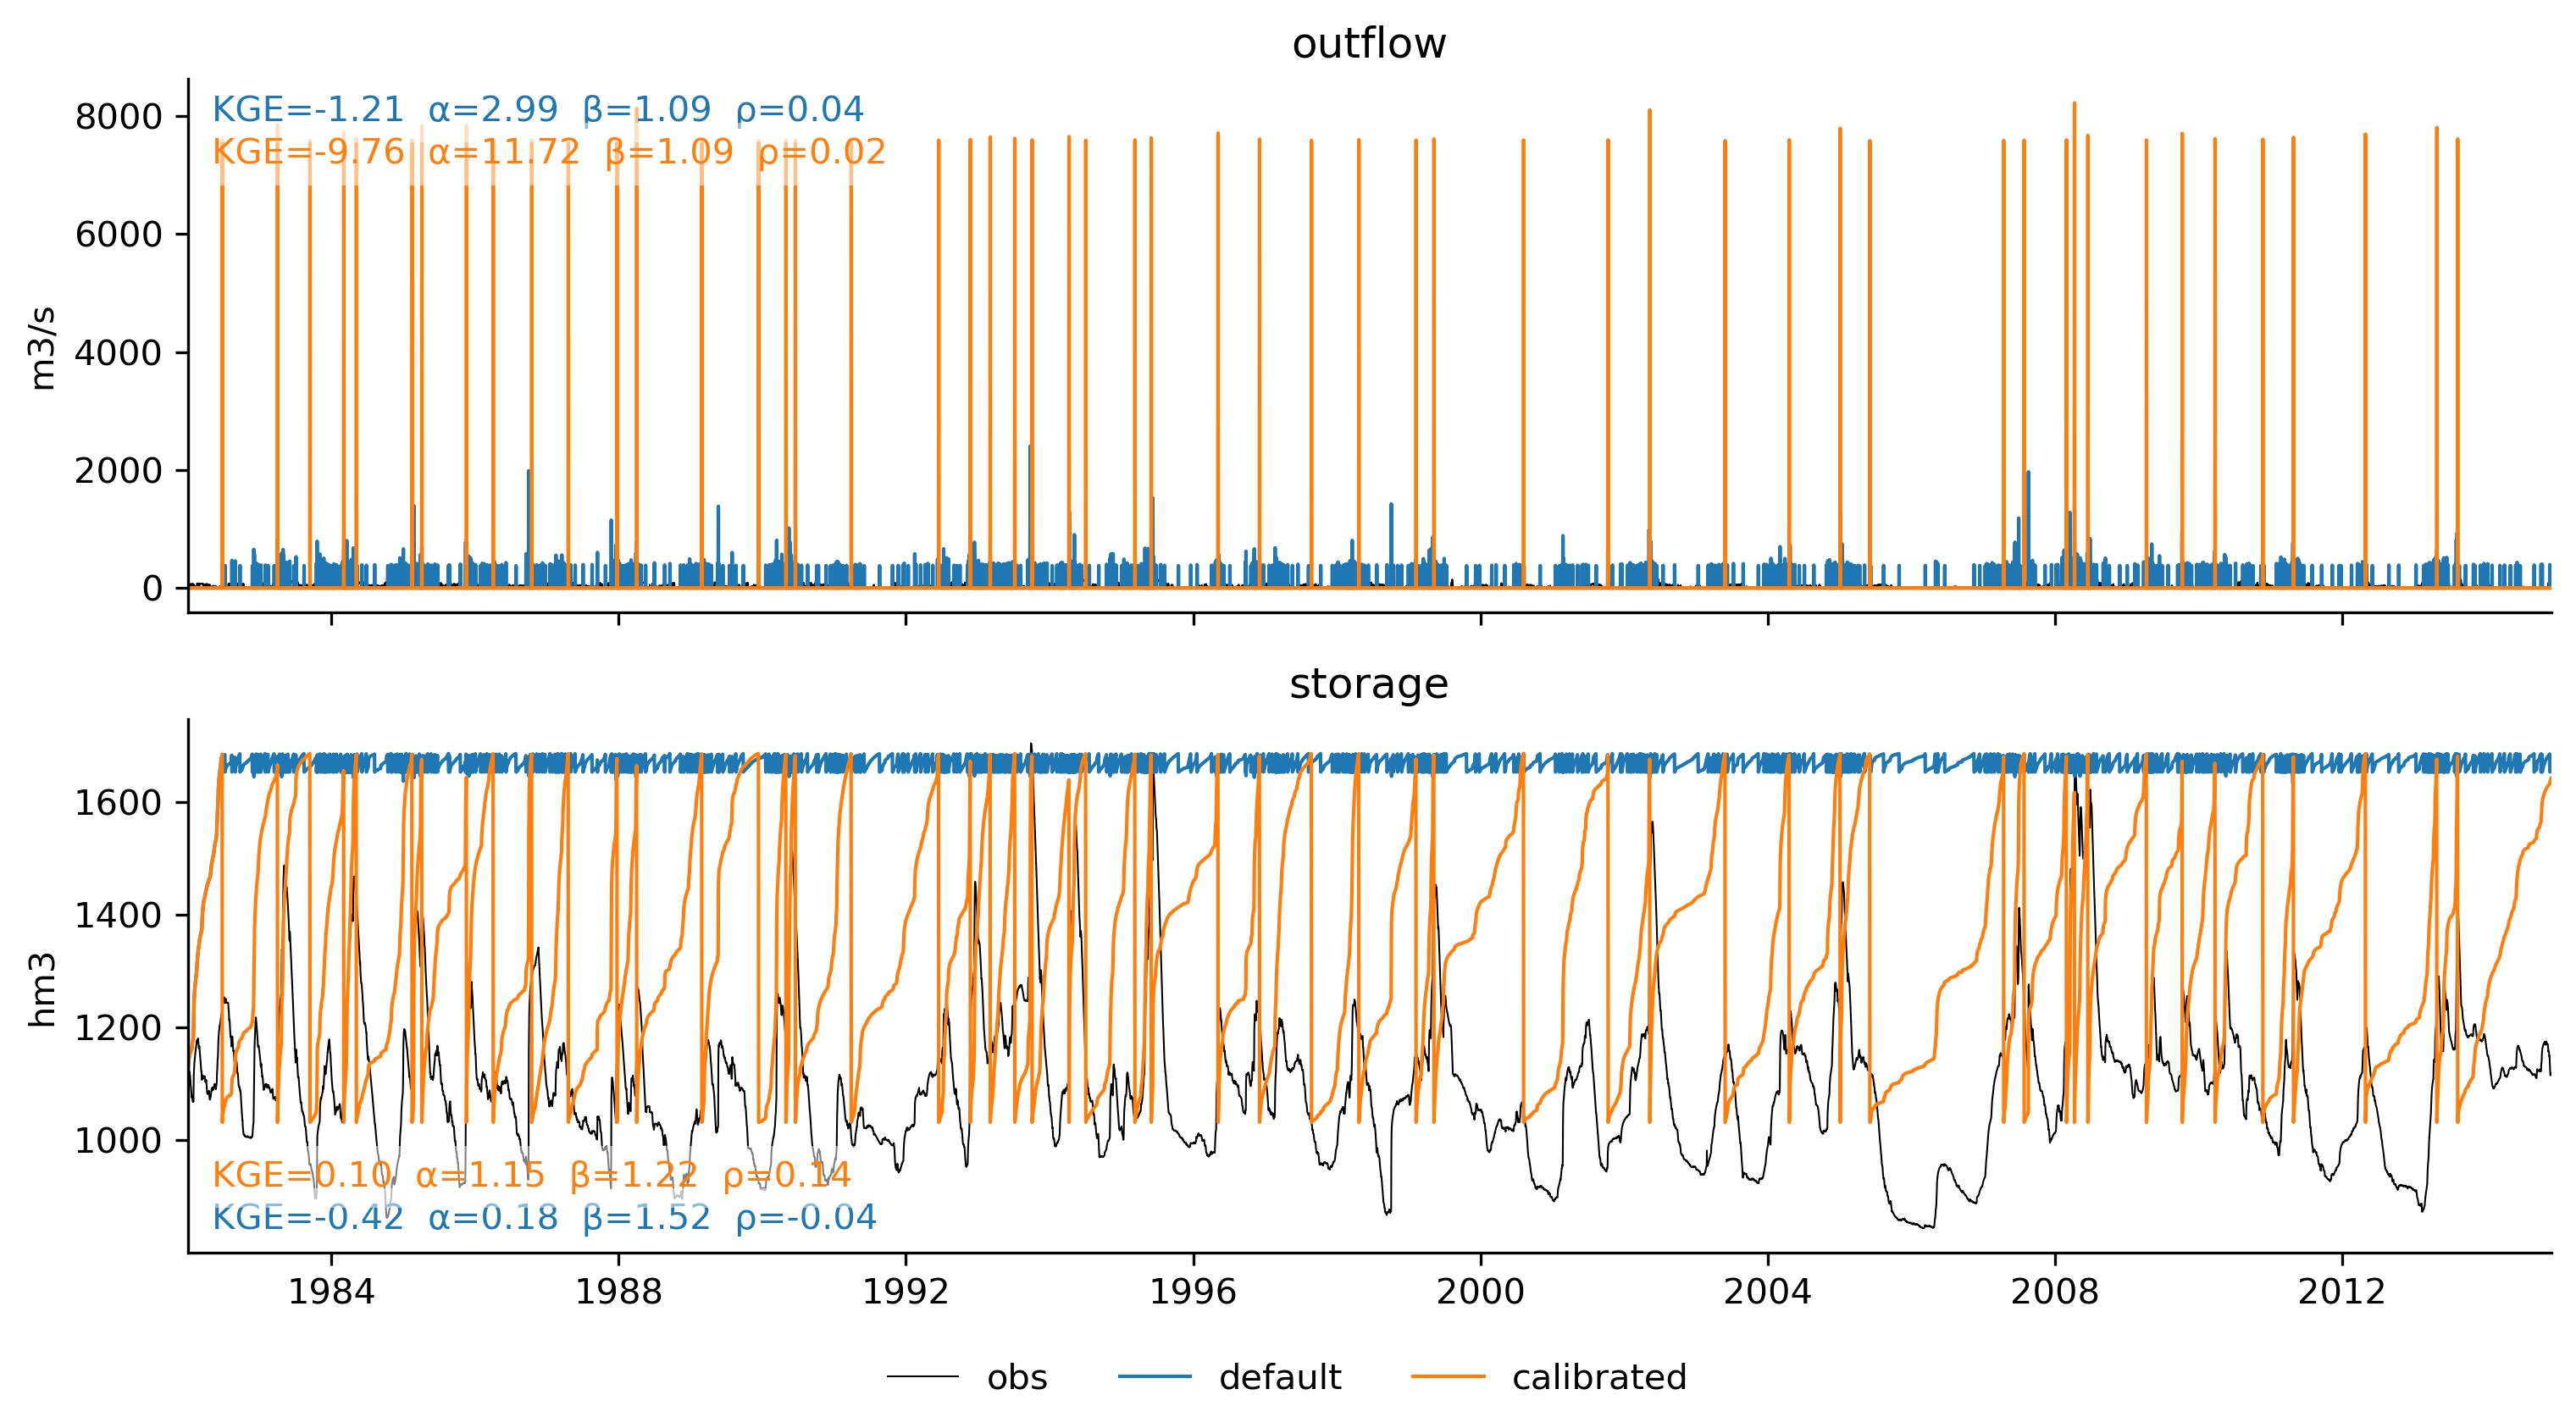 outflow
KGE=-1.21 α=2.99 β=1.09 ρ=0.04
KGE=-9.76 α=11.72 β=1.09 ρ=0.02
8000
6000
4000
2000
0
m3/s
storage
1600
1400
1200
1000
hm3
KGE=0.10 α=1.15 β=1.22 ρ=0.14
KGE=-0.42 α=0.18 β=1.52 ρ=-0.04
1984 1988 1992 1996 2000 2004 2008 2012
obs default calibrated